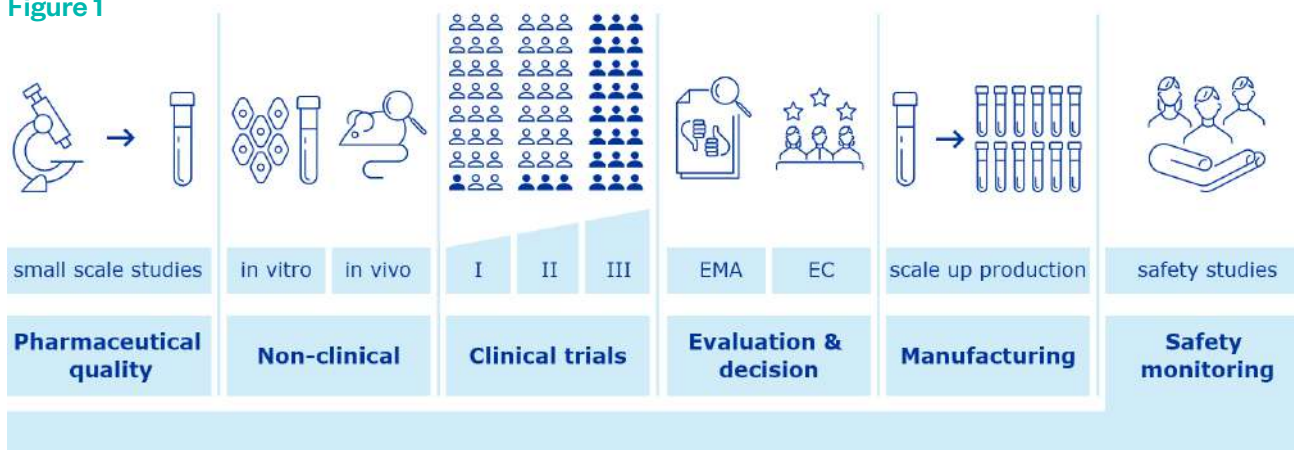 Figure 1
small scale studies
in vitro
in vivo
I
II
III
EMA
EC
scale up production
safety studies
Pharmaceutical
quality
Non-clinical
Clinical trials
Evaluation &
decision
Manufacturing
Safety
monitoring